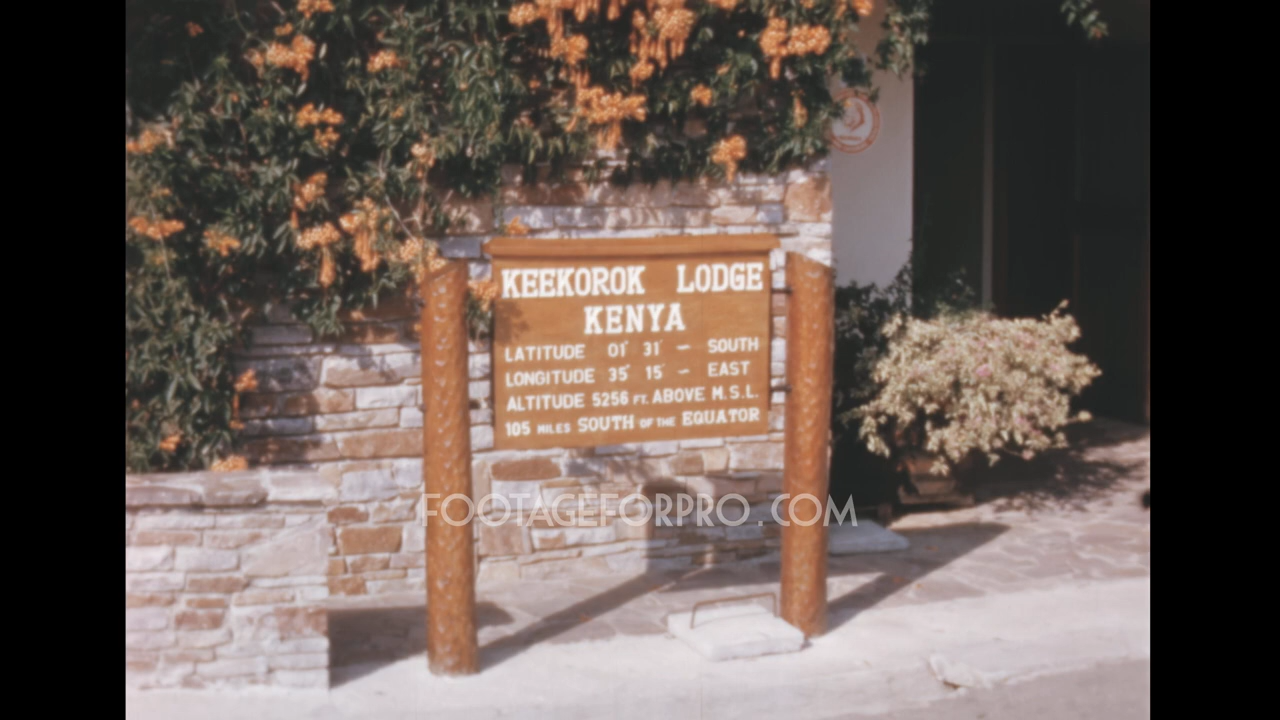 KEEKOROK LODGE
KENYA
LATITUDE 01′ 31′ – SOUTH
LONGITUDE 35′ 15′ – EAST
ALTITUDE 5256 FT. ABOVE M.S.L.
105 MILES SOUTH OF THE EQUATOR
FOOTAGEFORPRO.COM